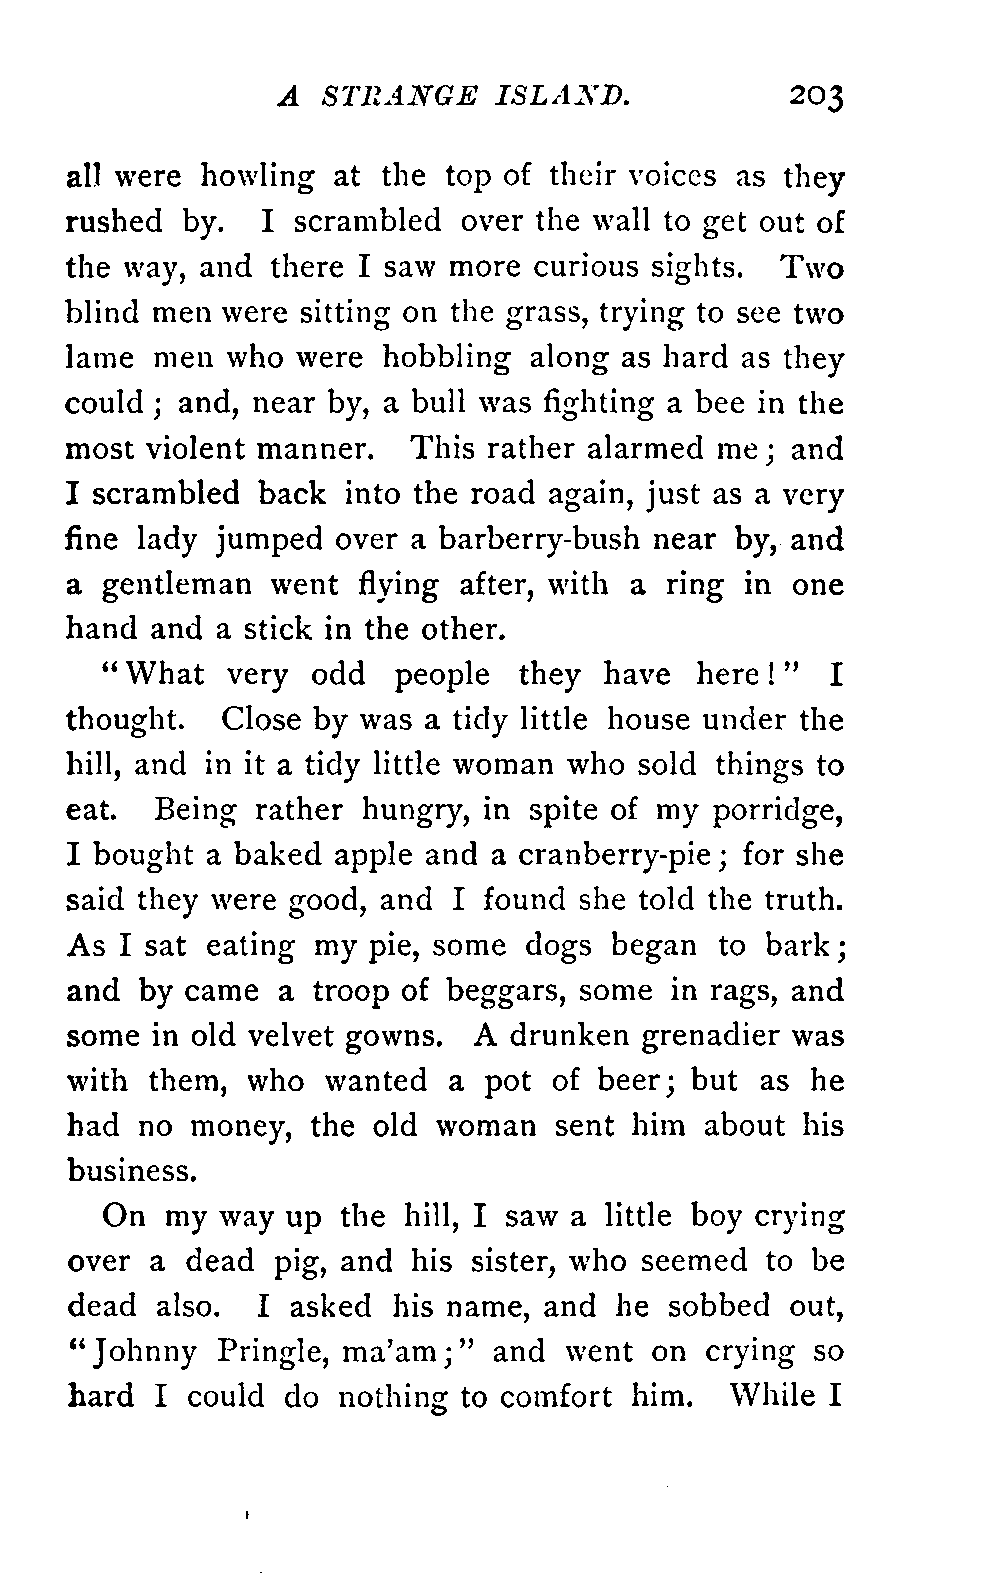 A STRANGE ISLAND. 203
all were howling at the top of their voices as they
rushed by. I scrambled over the wall to get out of
the way, and there I saw more curious sights. Two
blind men were sitting on the grass, trying to see two
lame men who were hobbling along as hard as they
could; and, near by, a bull was fighting a bee in the
most violent manner. This rather alarmed me; and
I scrambled back into the road again, just as a very
fine lady jumped over a barberry-bush near by, and
a gentleman went flying after, with a ring in one
hand and a stick in the other.
"What very odd people they have here!" I
thought. Close by was a tidy little house under the
hill, and in it a tidy little woman who sold things to
eat. Being rather hungry, in spite of my porridge,
I bought a baked apple and a cranberry-pie; for she
said they were good, and I found she told the truth.
As I sat eating my pie, some dogs began to bark;
and by came a troop of beggars, some in rags, and
some in old velvet gowns. A drunken grenadier was
with them, who wanted a pot of beer; but as he
had no money, the old woman sent him about his
business.
On my way up the hill, I saw a little boy crying
over a dead pig, and his sister, who seemed to be
dead also. I asked his name, and he sobbed out,
"Johnny Pringle, ma'am;" and went on crying so
hard I could do nothing to comfort him. While I